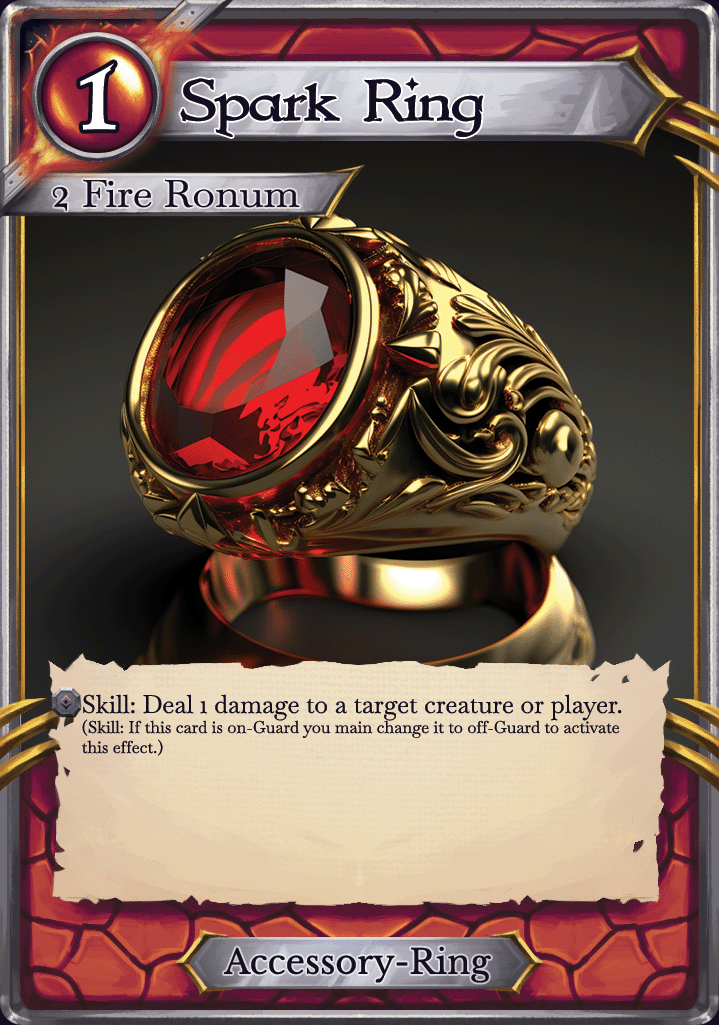 1
Spark Ring
2 Fire Ronum
Skill: Deal 1 damage to a target creature or player.
(Skill: If this card is on-Guard you main change it to off-Guard to activate
this effect.)
Accessory-Ring